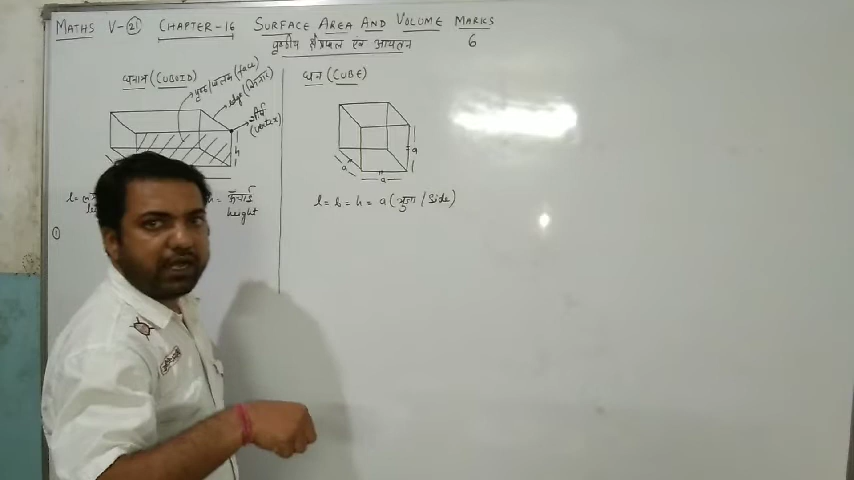 MATHS V-21 CHAPTER-16 SURFACE AREA AND VOLUME MARKS
पृष्ठीय क्षेत्रफल एवं आयतन 6
घनाभ (CUBOID)
(face)
edge (किनारा)
शीर्ष
(vertex)
h
l =
= ऊँचाई
height
1
घन (CUBE)
a
a
a
l = b = h = a (भुजा / Side)